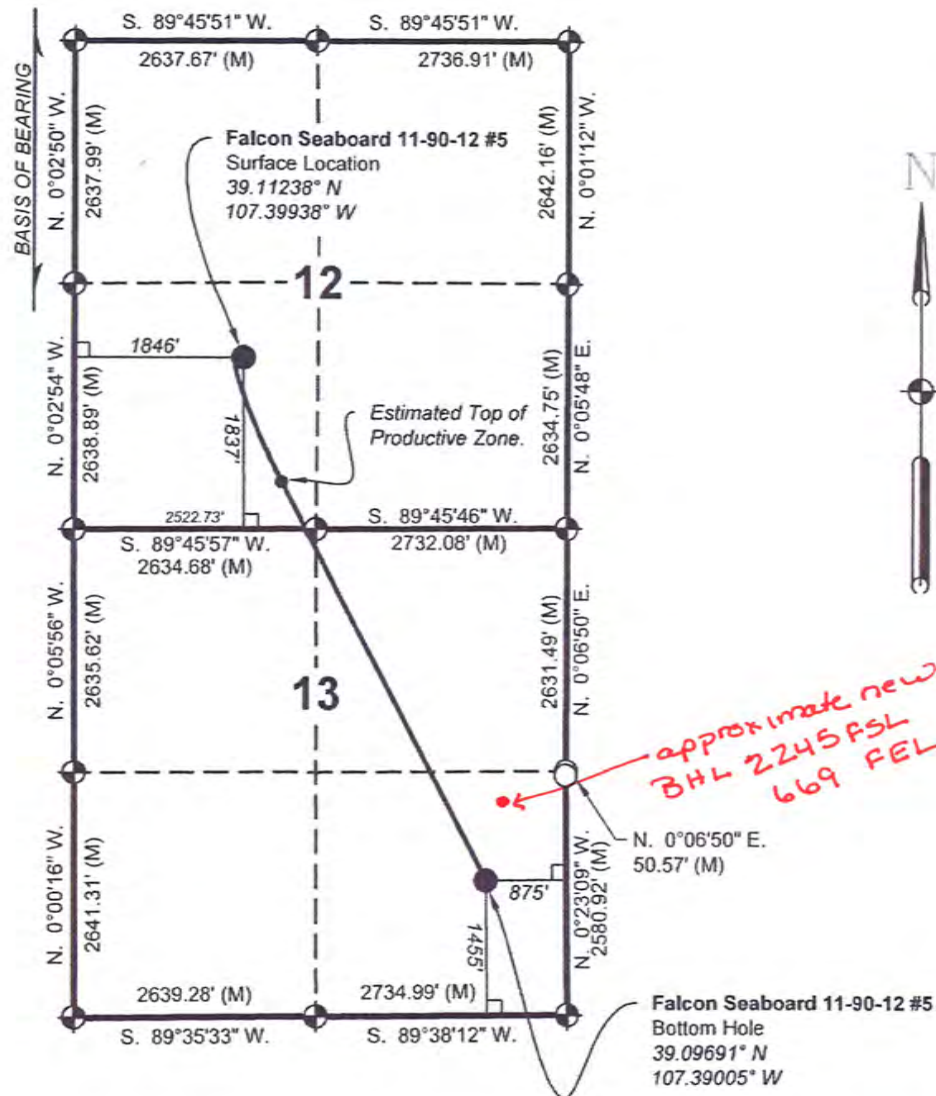 S. 89°45'51" W.
S. 89°45'51" W.
2637.67' (M)
2736.91' (M)
BASIS OF BEARING
N. 0°02'50" W.
2637.99' (M)
Falcon Seaboard 11-90-12 #5
Surface Location
39.11238° N
107.39938° W
2642.16' (M)
N. 0°01'12" W.
N
12
1846'
N. 0°02'54" W.
2638.89' (M)
1837'
Estimated Top of
Productive Zone.
2634.75' (M)
N. 0°05'48" E.
2522.73'
S. 89°45'46" W.
S. 89°45'57" W.
2732.08' (M)
2634.68' (M)
N. 0°05'56" W.
2635.62' (M)
13
2631.49' (M)
N. 0°06'50" E.
approximate new
BHL 2245 FSL
669 FEL
N. 0°06'50" E.
50.57' (M)
875'
N. 0°23'09" W.
2580.92' (M)
N. 0°00'16" W.
2641.31' (M)
1455'
2639.28' (M)
2734.99' (M)
S. 89°35'33" W.
S. 89°38'12" W.
Falcon Seaboard 11-90-12 #5
Bottom Hole
39.09691° N
107.39005° W